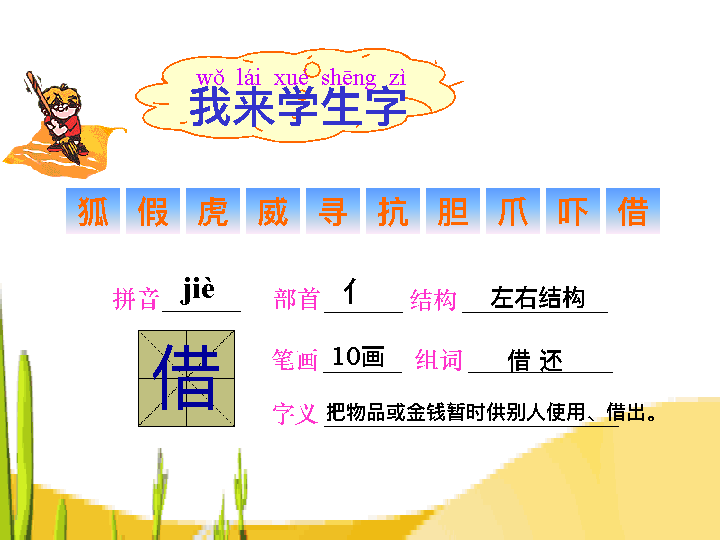 wǒ lái xué shēng zì
我来学生字
狐 假 虎 威 寻 抗 胆 爪 吓 借
拼音 jiè 部首 亻 结构 左右结构
借
笔画 10画 组词 借 还
字义 把物品或金钱暂时供别人使用、借出。